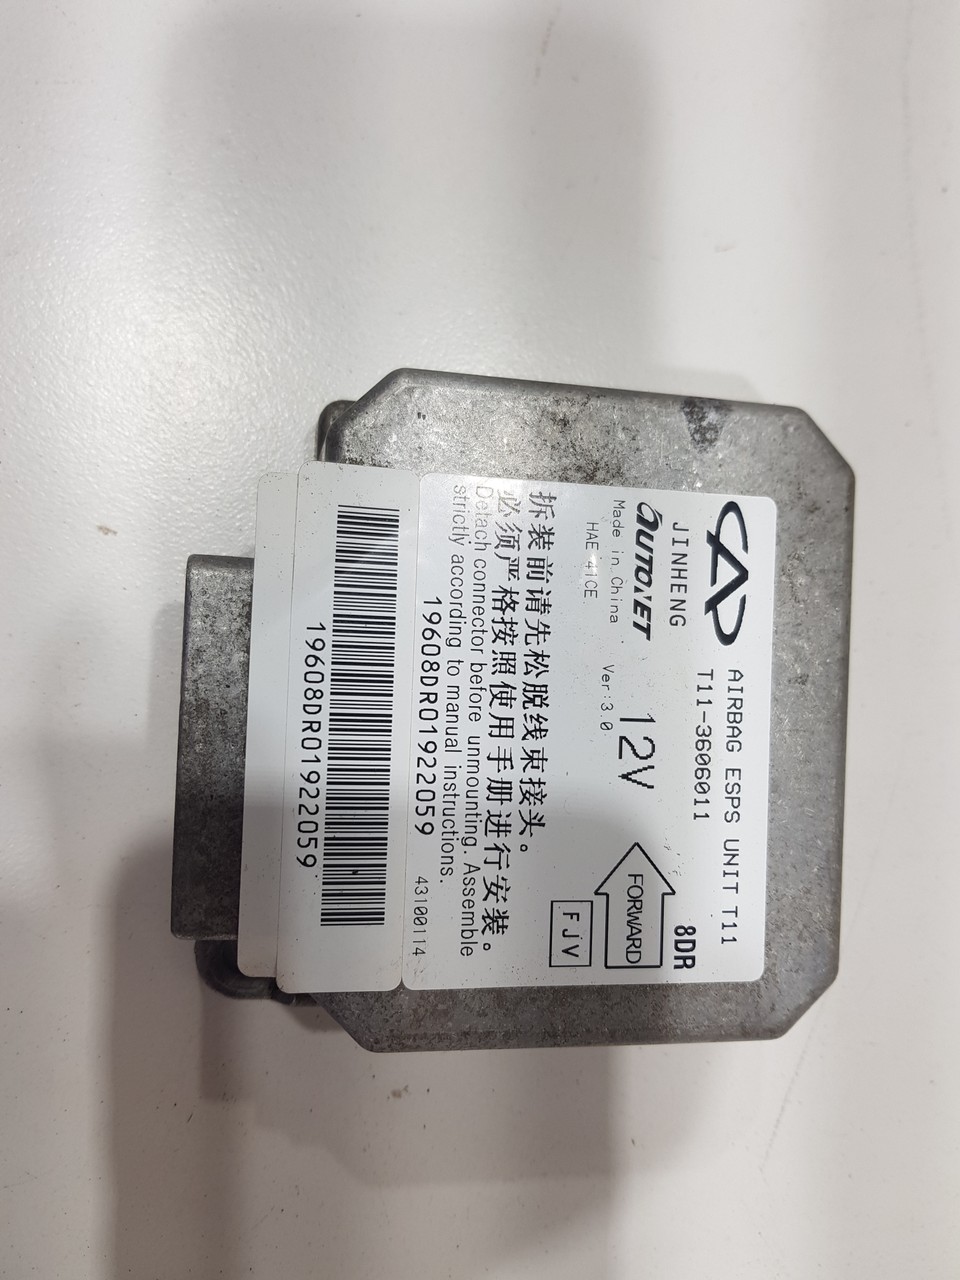 AIRBAG ESPS UNIT T11
T11-3606011
8DR
JINHENG
AUTONET
12V
FORWARD
Made in China
Ver:3.0
HAE 41CE
FJV
拆装前请先松脱线束接头。
必须严格按照使用手册进行安装。
Detach connector before unmounting. Assemble
strictly according to manual instructions.
19608DR01922059
43100114
19608DR01922059